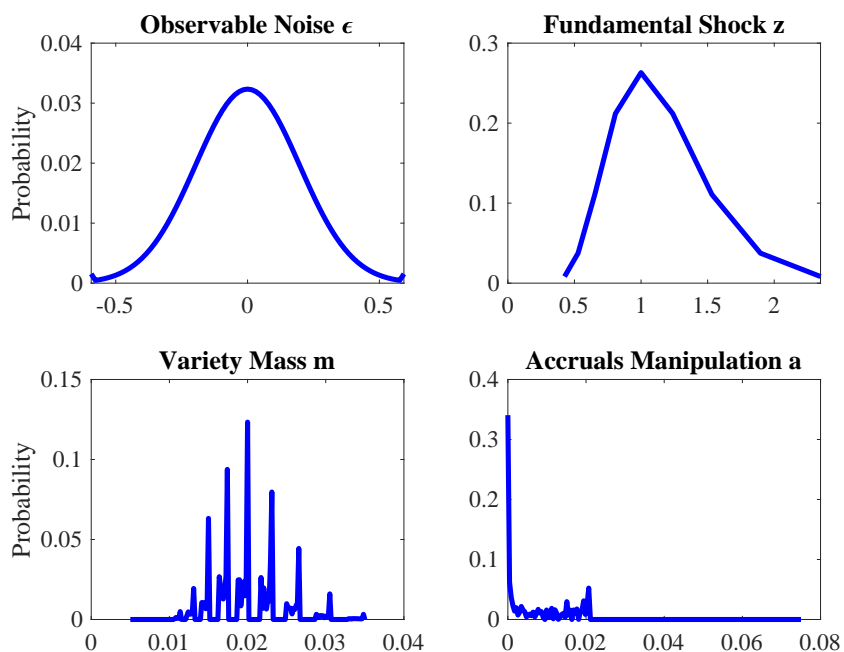 Observable Noise ϵ
Probability
0.04
0.03
0.02
0.01
0
-0.5 0 0.5
Fundamental Shock z
0.3
0.2
0.1
0
0 0.5 1 1.5 2
Variety Mass m
Probability
0.15
0.1
0.05
0
0 0.01 0.02 0.03 0.04
Accruals Manipulation a
0.4
0.3
0.2
0.1
0
0 0.02 0.04 0.06 0.08